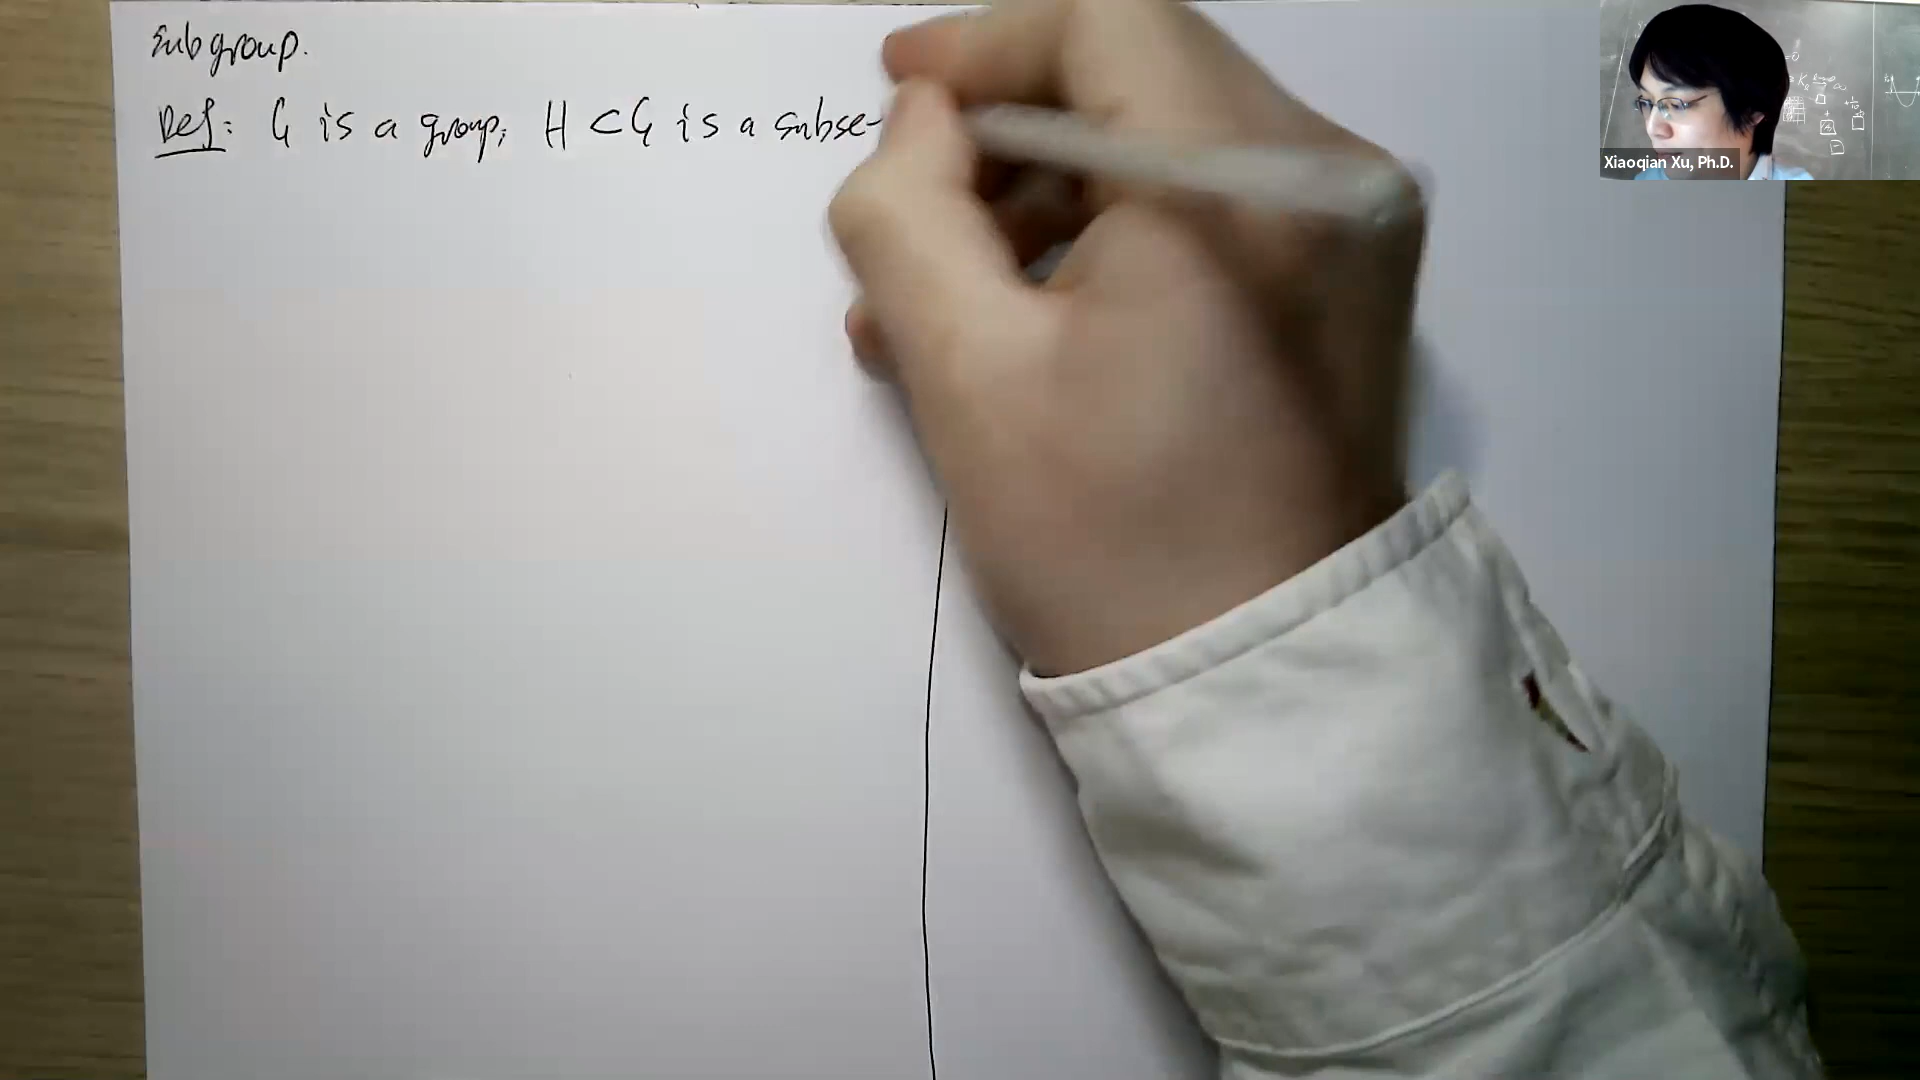 subgroup.
Def: G is a group, H ⊂ G is a subse-
Xiaoqian Xu, Ph.D.